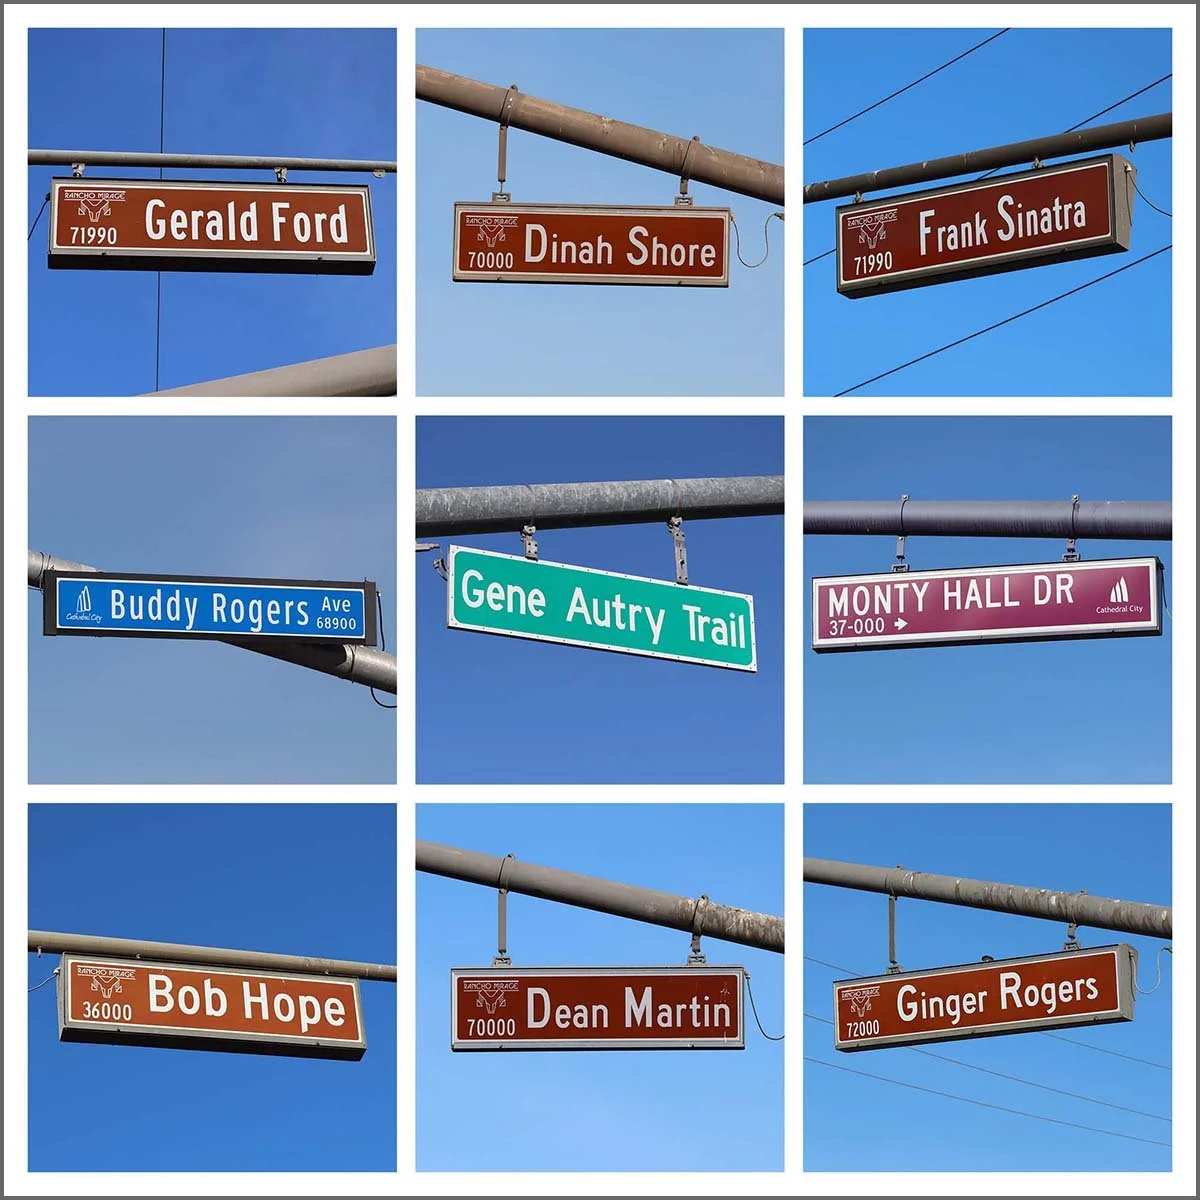 RANCHO MIRAGE
71990 Gerald Ford
RANCHO MIRAGE
70000 Dinah Shore
RANCHO MIRAGE
71990 Frank Sinatra
Cathedral City Buddy Rogers Ave
68900
Gene Autry Trail
MONTY HALL DR
37-000 → Cathedral City
RANCHO MIRAGE
36000 Bob Hope
RANCHO MIRAGE
70000 Dean Martin
RANCHO MIRAGE
72000 Ginger Rogers